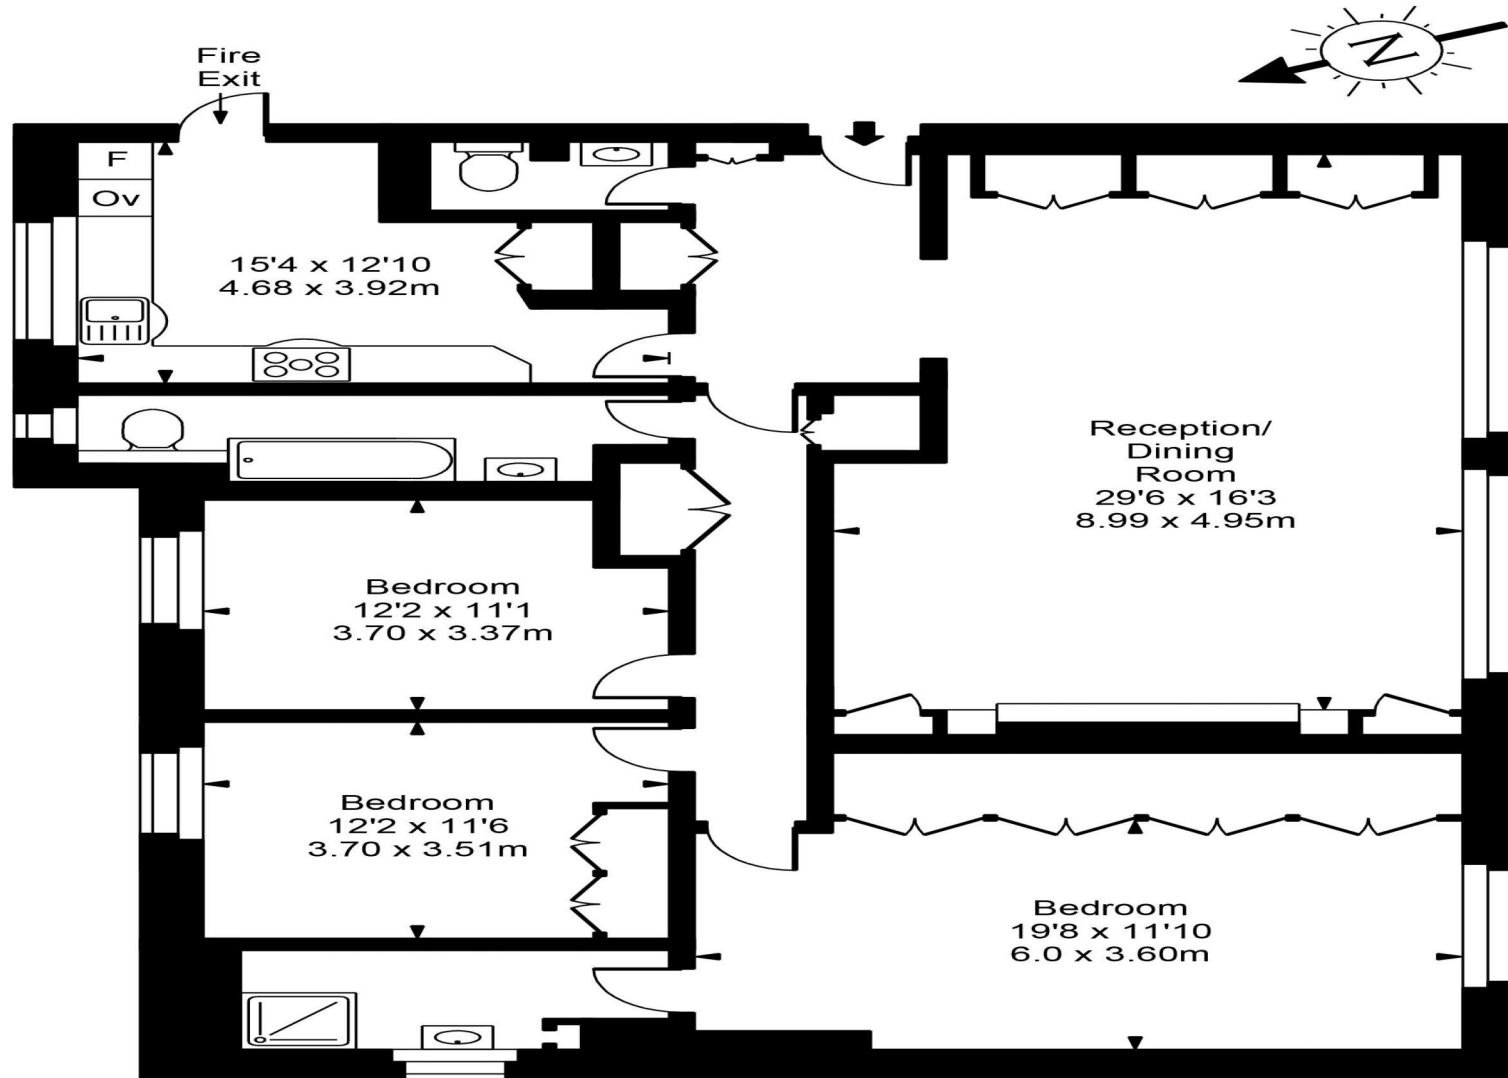 Fire
Exit
N
F
Ov
15'4 x 12'10
4.68 x 3.92m
Reception/
Dining
Room
29'6 x 16'3
8.99 x 4.95m
Bedroom
12'2 x 11'1
3.70 x 3.37m
Bedroom
12'2 x 11'6
3.70 x 3.51m
Bedroom
19'8 x 11'10
6.0 x 3.60m